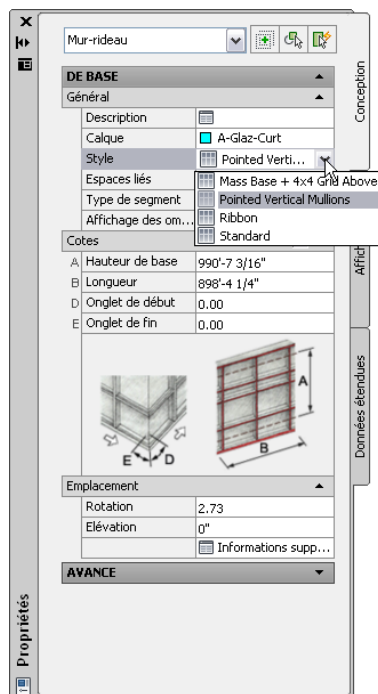 Mur-rideau
DE BASE
Général
Description
Calque A-Glaz-Curt
Style Pointed Verti...
Espaces liés
Type de segment
Affichage des om...
Mass Base + 4x4 Grid Above
Pointed Vertical Mullions
Ribbon
Standard
Cotes
A Hauteur de base 990'-7 3/16"
B Longueur 898'-4 1/4"
D Onglet de début 0.00
E Onglet de fin 0.00
E D
A
B
Emplacement
Rotation 2.73
Elévation 0"
Informations supp...
AVANCE
Conception
Affich
Données étendues
Propriétés